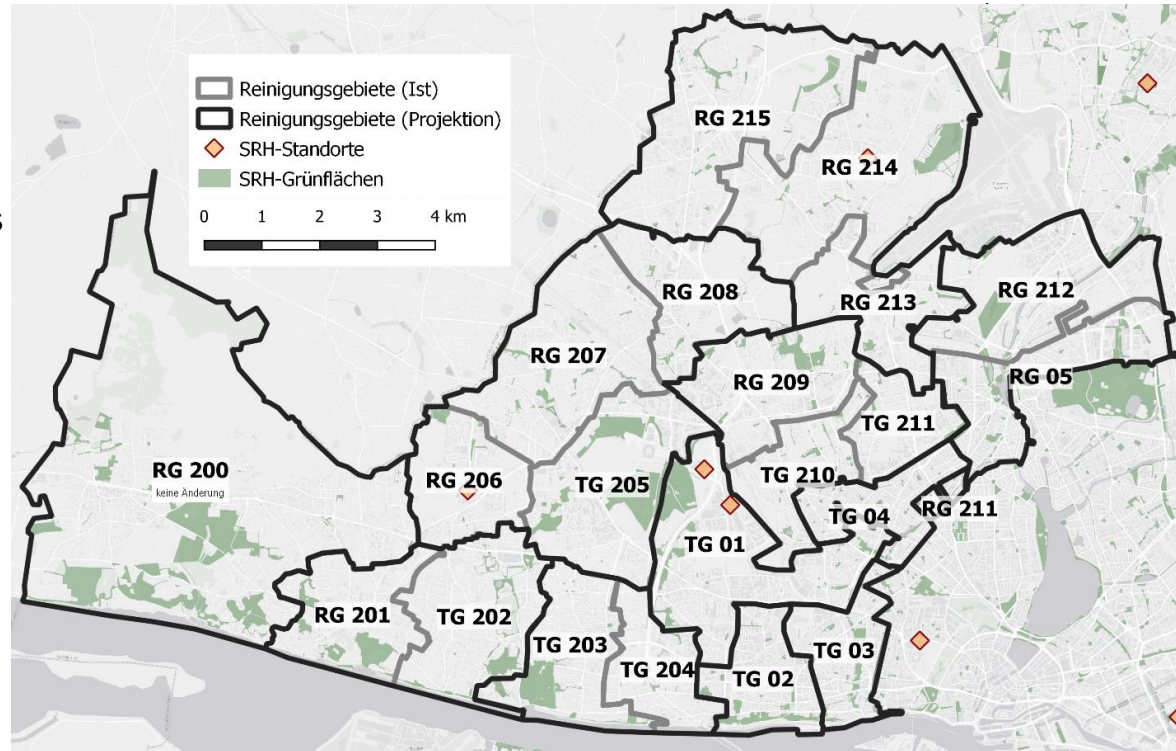 s
Reinigungsgebiete (Ist)
Reinigungsgebiete (Projektion)
SRH-Standorte
SRH-Grünflächen
0 1 2 3 4 km
RG 215
RG 214
RG 208
RG 213
RG 212
RG 207
RG 209
RG 05
TG 211
RG 200
keine Änderung
RG 206
TG 205
TG 210
RG 211
TG 04
TG 01
RG 201
TG 202
TG 203
TG 204
TG 02
TG 03